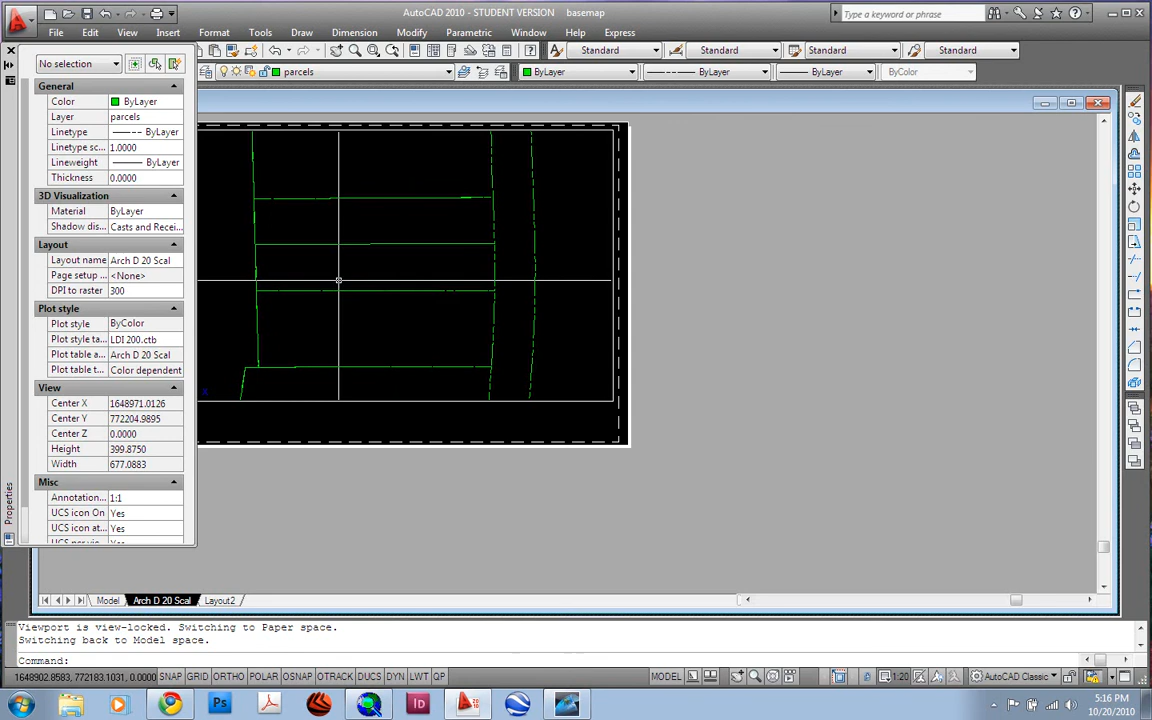 AutoCAD 2010 - STUDENT VERSION basemap
Type a keyword or phrase
File Edit View Insert Format Tools Draw Dimension Modify Parametric Window Help Express
Standard Standard Standard Standard
parcels ByLayer ByLayer ByLayer ByColor
No selection
General
Color ByLayer
Layer parcels
Linetype ByLayer
Linetype sc... 1.0000
Lineweight ByLayer
Thickness 0.0000
3D Visualization
Material ByLayer
Shadow dis... Casts and Recei...
Layout
Layout name Arch D 20 Scal
Page setup ... <None>
DPI to raster 300
Plot style
Plot style ByColor
Plot style ta... LDI 200.ctb
Plot table a... Arch D 20 Scal
Plot table t... Color dependent
View
Center X 1648971.0126
Center Y 772204.9895
Center Z 0.0000
Height 399.8750
Width 677.0883
Misc
Annotation... 1:1
UCS icon On Yes
UCS icon at... Yes
Properties
X
Model Arch D 20 Scal Layout2
Viewport is view-locked. Switching to Paper space.
Switching back to Model space.
Command:
1648902.8583, 772183.1031, 0.0000 SNAP GRID ORTHO POLAR OSNAP OTRACK DUCS DYN LWT QP MODEL 1:20 AutoCAD Classic
Ps Id
5:16 PM
10/20/2010